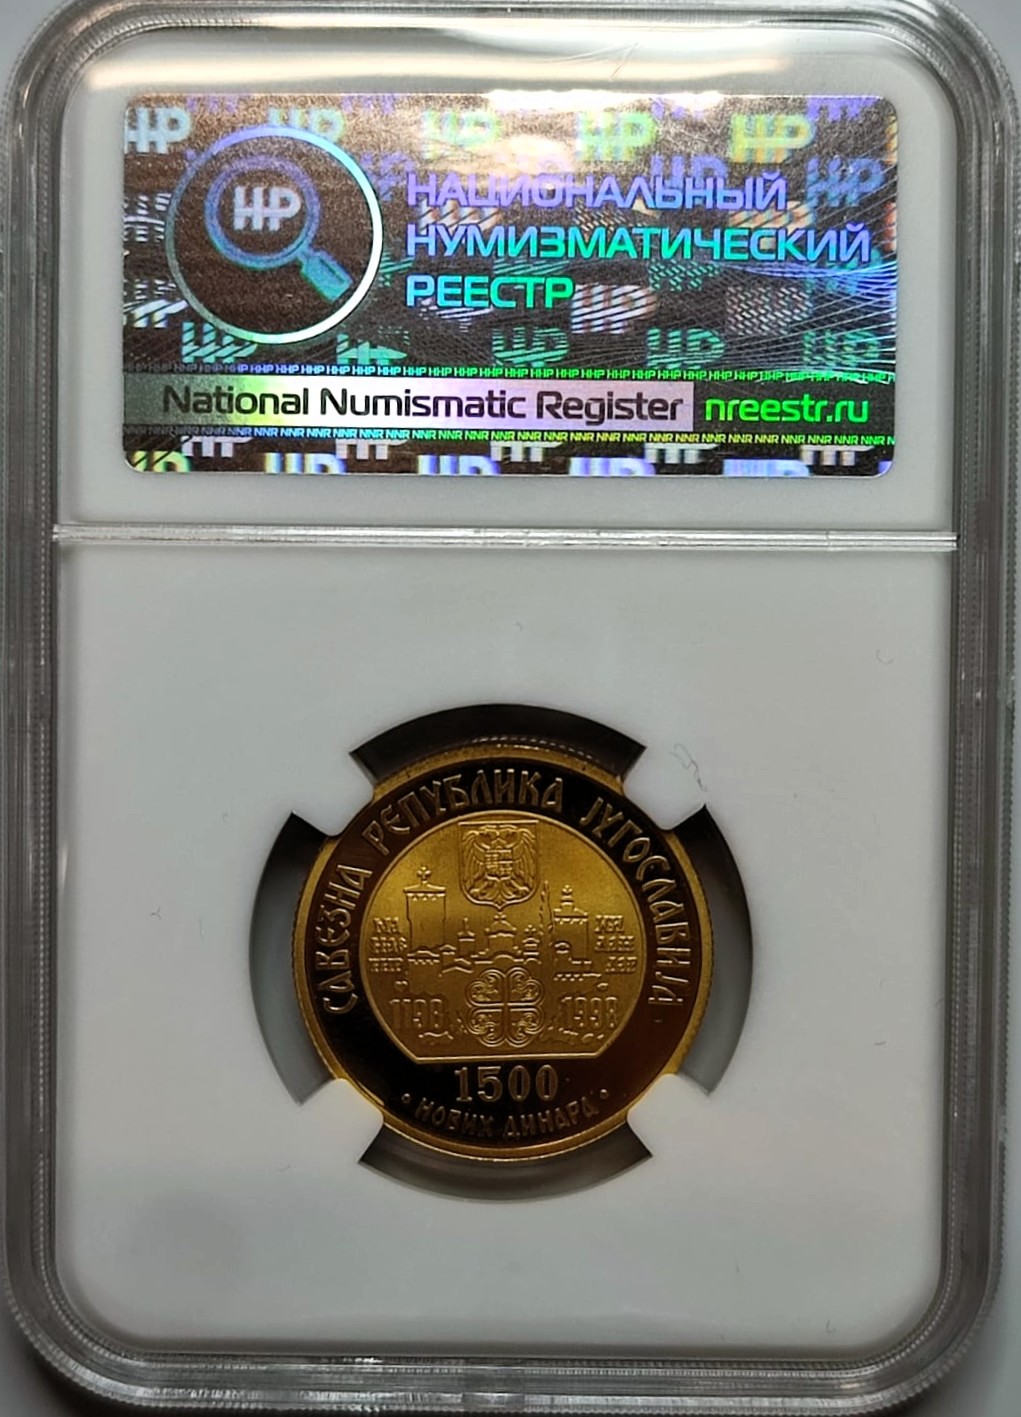 НАЦИОНАЛЬНЫЙ
НУМИЗМАТИЧЕСКИЙ
РЕЕСТР
National Numismatic Register nreestr.ru
САВЕЗНА РЕПУБЛИКА ЈУГОСЛАВИЈА
1198 1998
1500
• НОВИХ ДИНАРА •